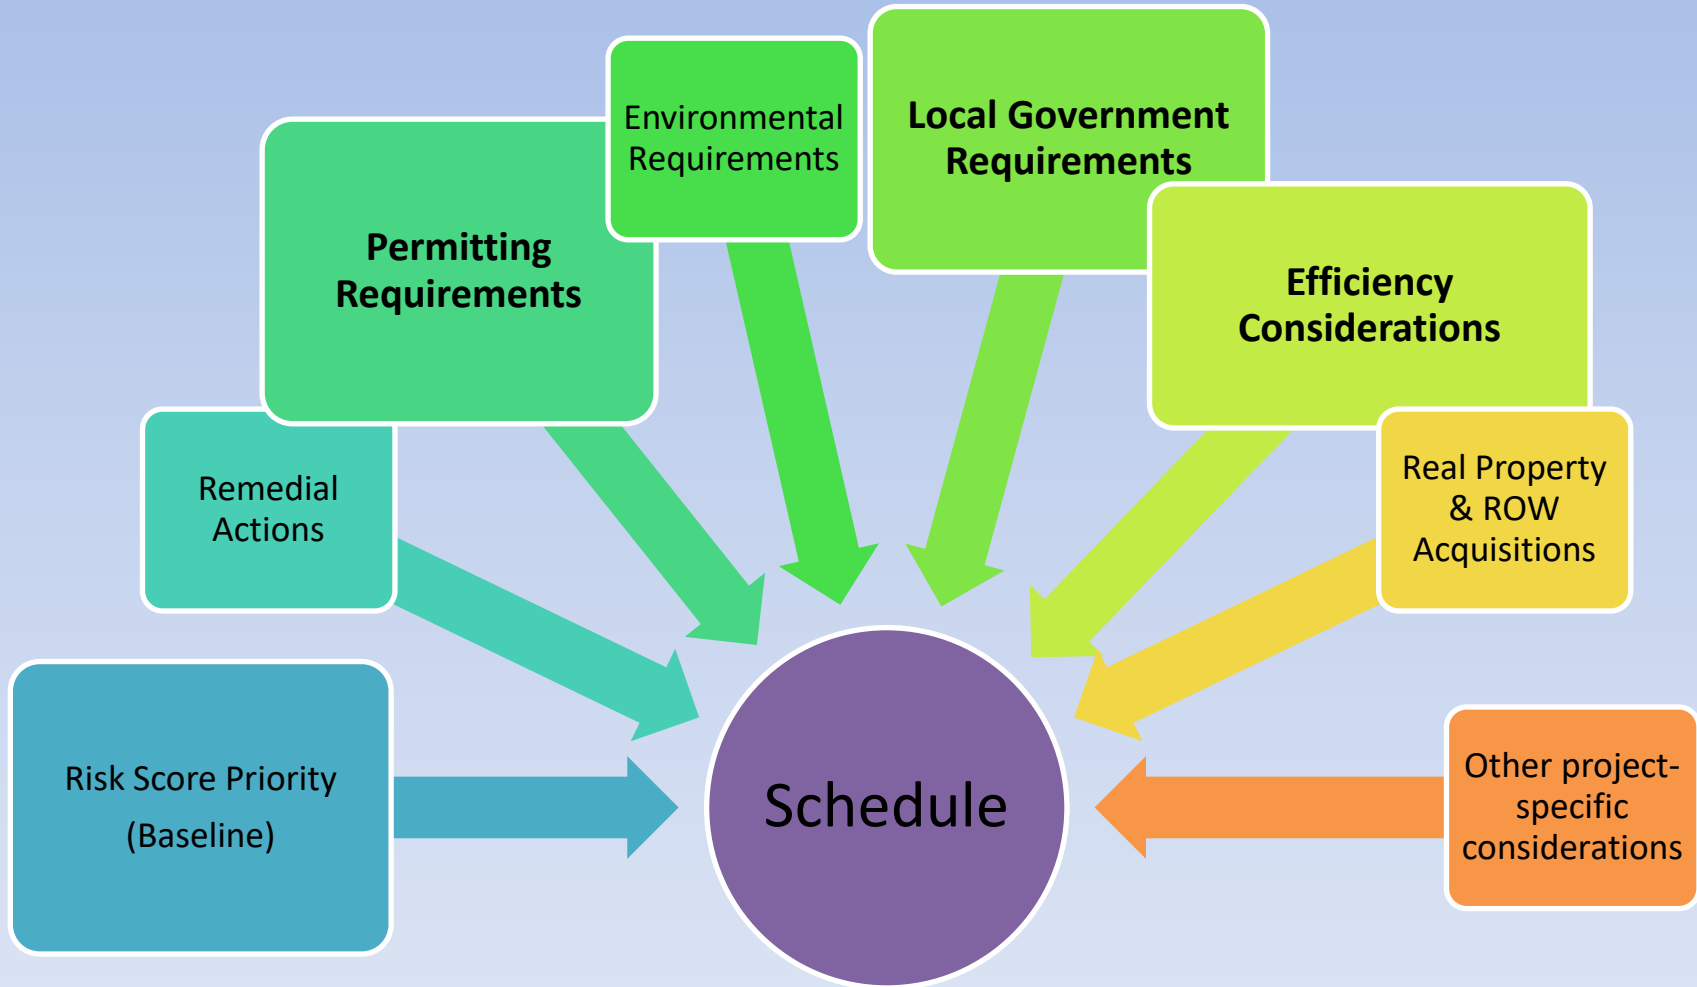 Environmental
Requirements
Local Government
Requirements
Permitting
Requirements
Efficiency
Considerations
Remedial
Actions
Real Property
& ROW
Acquisitions
Risk Score Priority
(Baseline)
Schedule
Other project-
specific
considerations